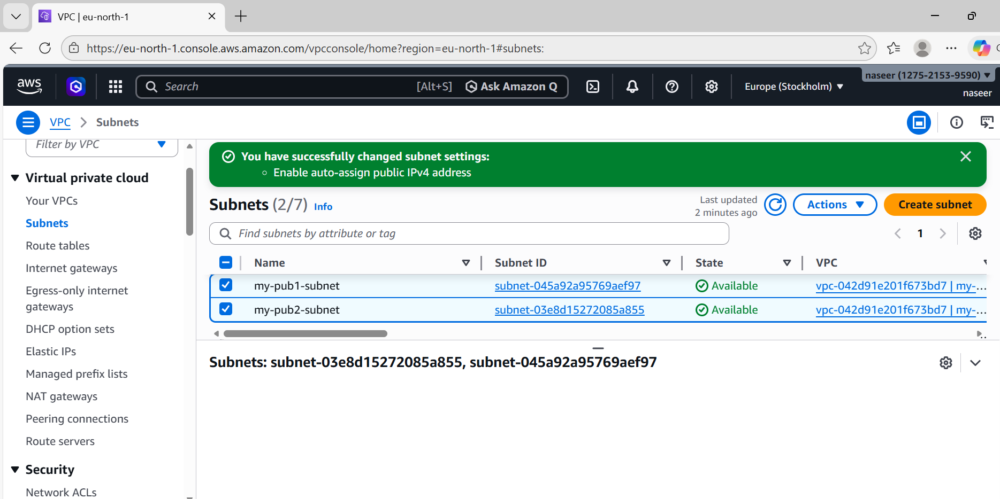 VPC | eu-north-1
https://eu-north-1.console.aws.amazon.com/vpcconsole/home?region=eu-north-1#subnets:
aws
Search
[Alt+S]
Ask Amazon Q
Europe (Stockholm)
naseer (1275-2153-9590)
naseer
VPC
Subnets
Filter by VPC
Virtual private cloud
Your VPCs
Subnets
Route tables
Internet gateways
Egress-only internet
gateways
DHCP option sets
Elastic IPs
Managed prefix lists
NAT gateways
Peering connections
Route servers
Security
Network ACLs
You have successfully changed subnet settings:
Enable auto-assign public IPv4 address
Subnets (2/7) Info
Last updated
2 minutes ago
Actions
Create subnet
Find subnets by attribute or tag
1
Name Subnet ID State VPC
my-pub1-subnet subnet-045a92a95769aef97 Available vpc-042d91e201f673bd7 | my-...
my-pub2-subnet subnet-03e8d15272085a855 Available vpc-042d91e201f673bd7 | my-...
Subnets: subnet-03e8d15272085a855, subnet-045a92a95769aef97